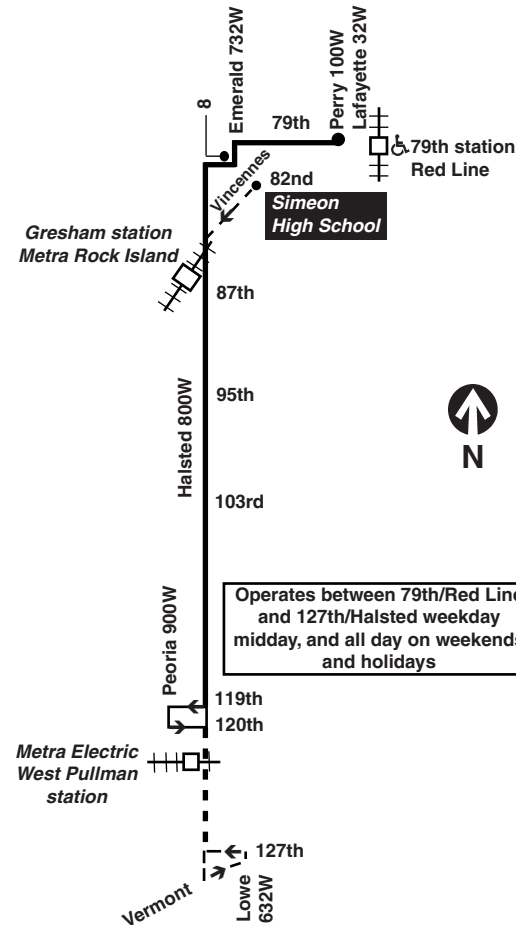 8
Emerald 732W
79th
Perry 100W
Lafayette 32W
79th station
Red Line
Vincennes
82nd
Simeon
High School
Gresham station
Metra Rock Island
87th
Halsted 800W
95th
N
103rd
Operates between 79th/Red Line
and 127th/Halsted weekday
midday, and all day on weekends
and holidays
Peoria 900W
119th
120th
Metra Electric
West Pullman
station
127th
Vermont
Lowe
632W